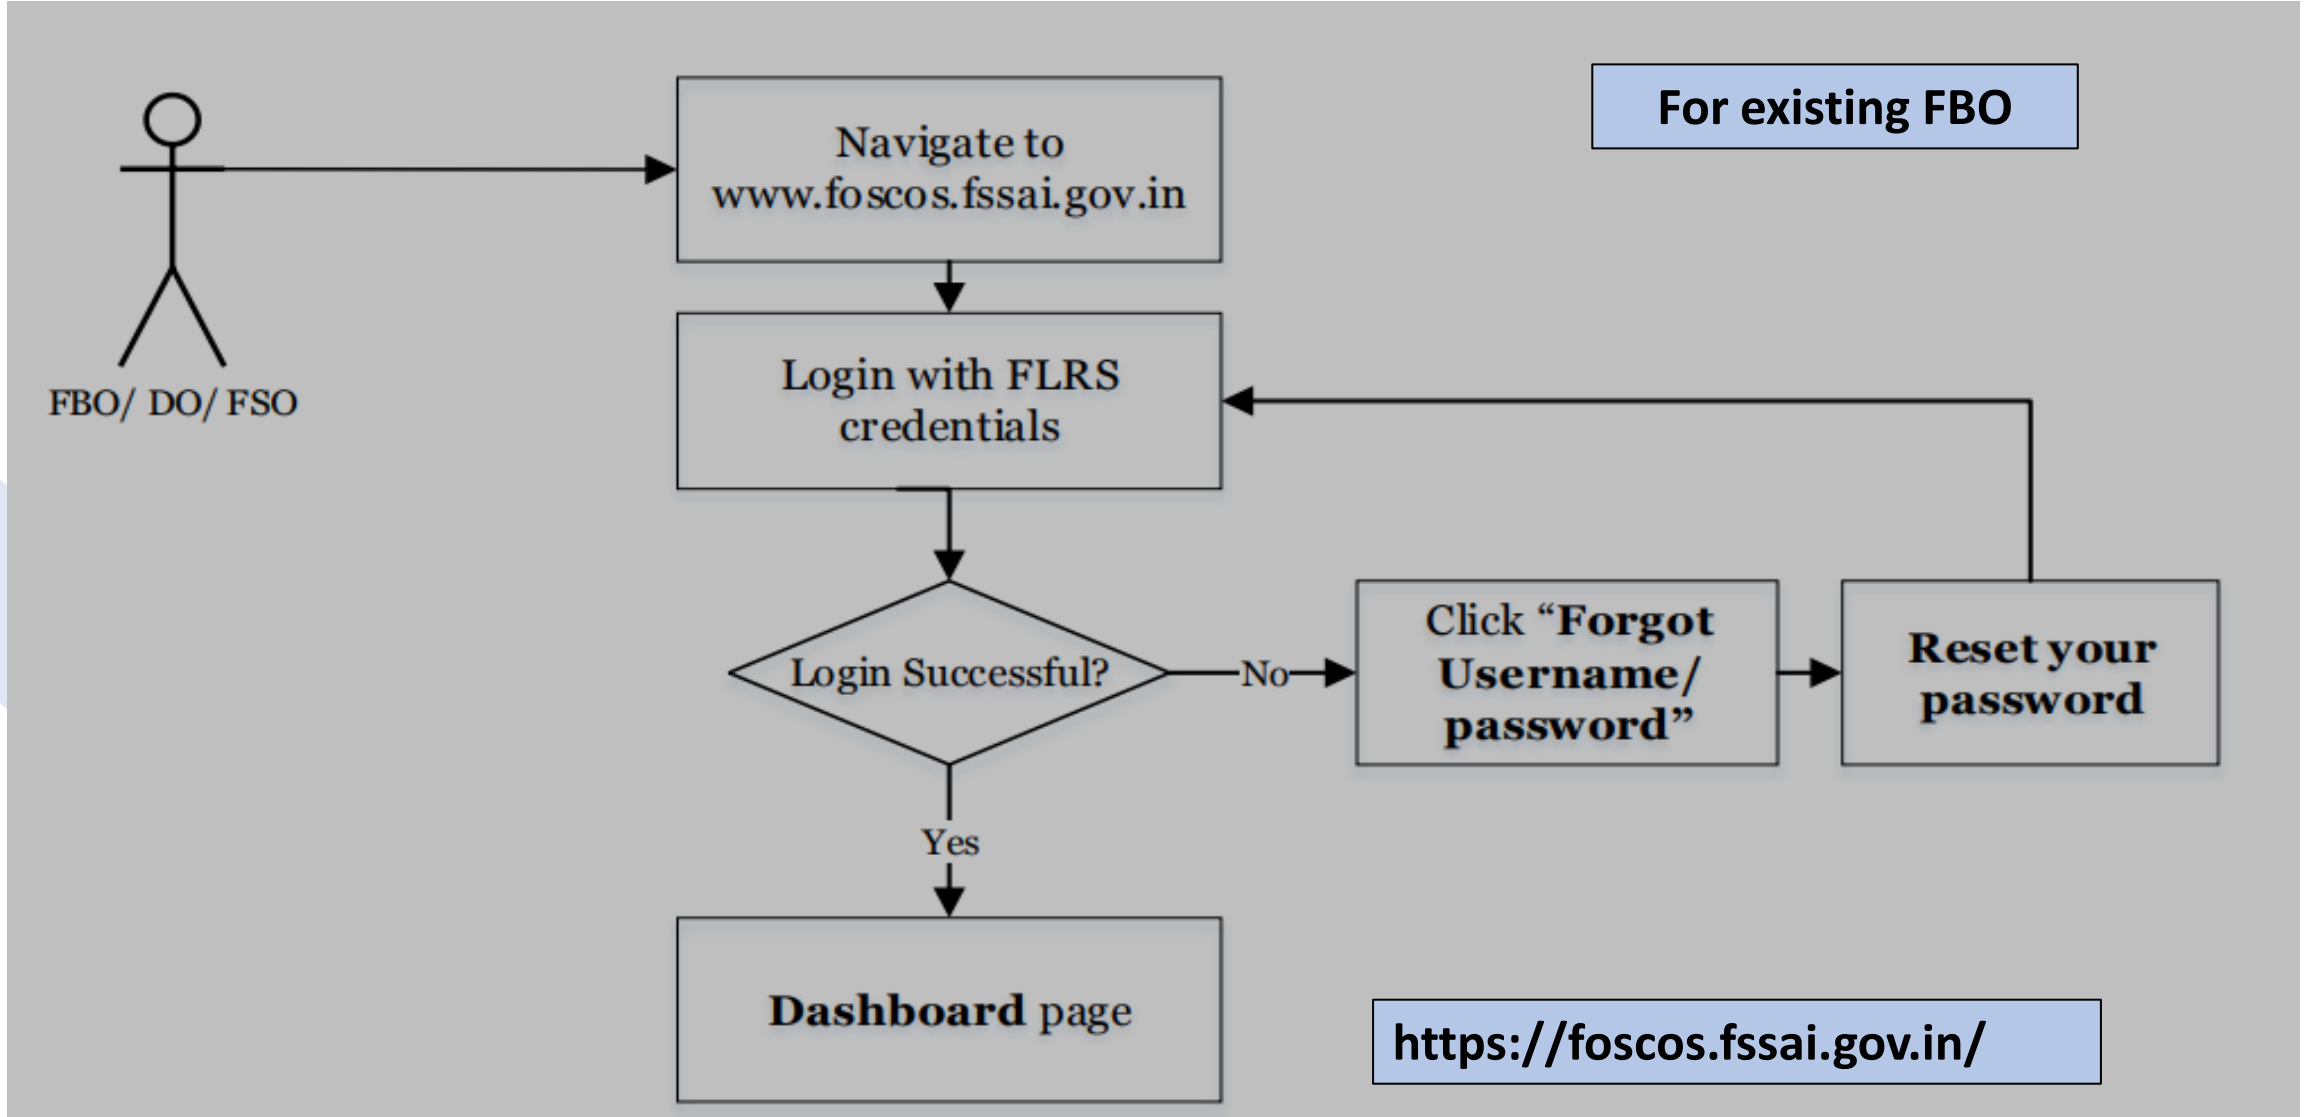 For existing FBO
Navigate to
www.foscos.fssai.gov.in
FBO/ DO/ FSO
Login with FLRS
credentials
Login Successful?
No
Click “Forgot
Username/
password”
Reset your
password
Yes
Dashboard page
https://foscos.fssai.gov.in/